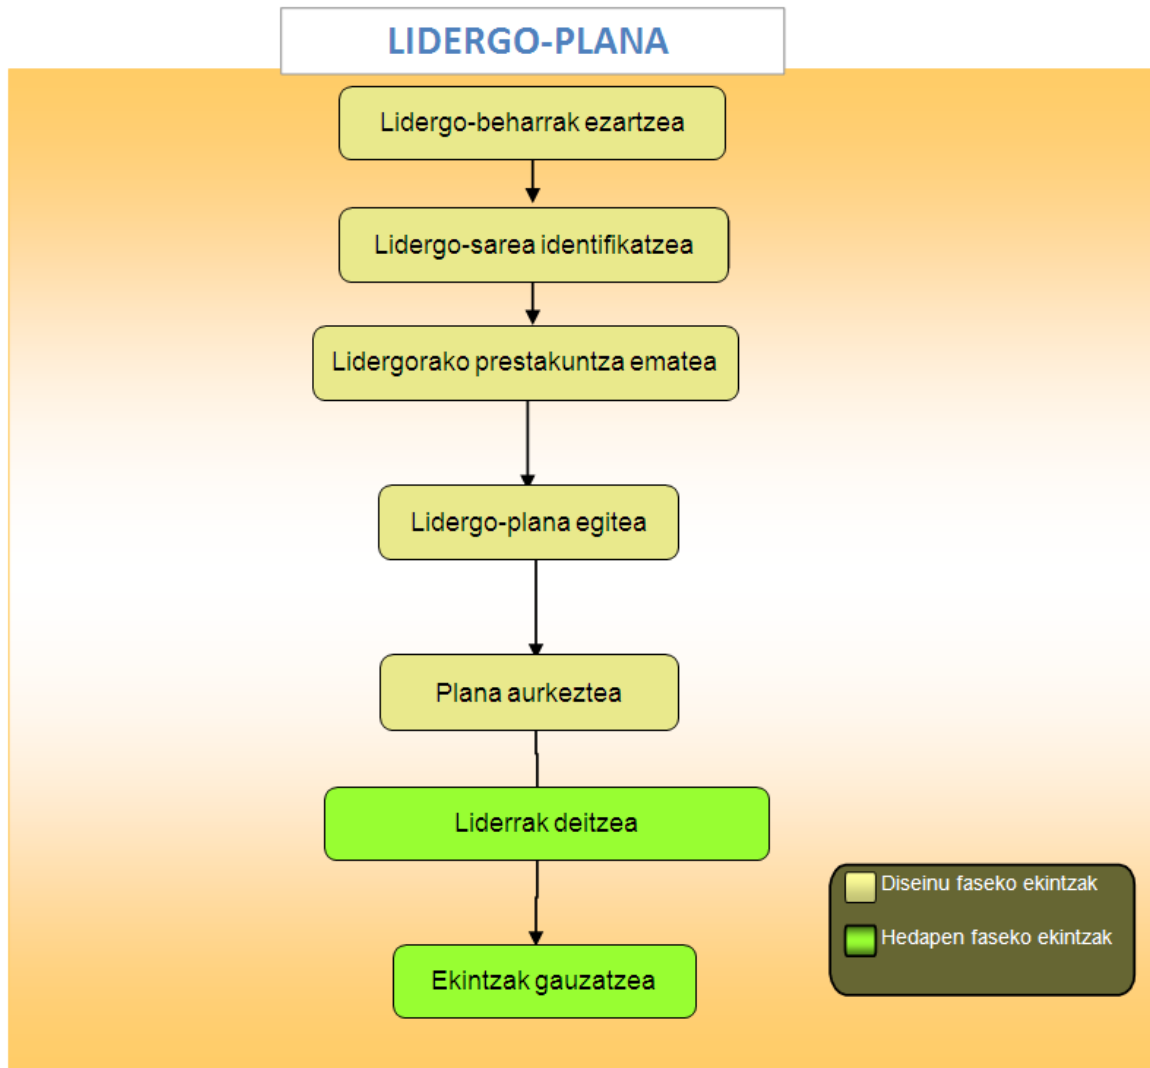 LIDERGO-PLANA
Lidergo-beharrak ezartzea
Lidergo-sarea identifikatzea
Lidergorako prestakuntza ematea
Lidergo-plana egitea
Plana aurkeztea
Liderrak deitzea
Ekintzak gauzatzea
Diseinu faseko ekintzak
Hedapen faseko ekintzak